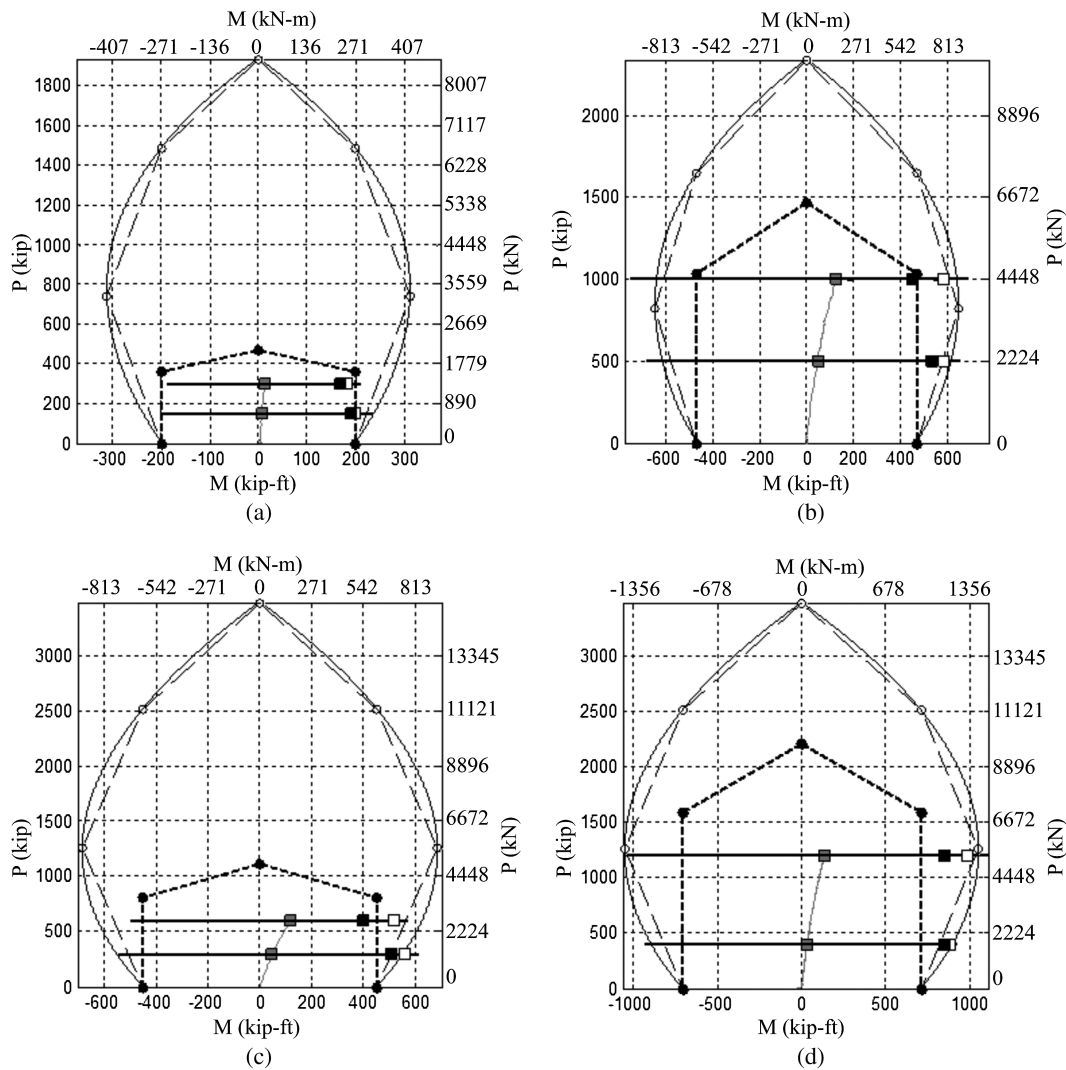 M (kN-m)
-407 -271 -136 0 136 271 407
1800
1600
1400
1200
1000
800
600
400
200
0
P (kip)
8007
7117
6228
5338
4448
3559
2669
1779
890
0
P (kN)
-300 -200 -100 0 100 200 300
M (kip-ft)
(a)
M (kN-m)
-813 -542 -271 0 271 542 813
2000
1500
1000
500
0
P (kip)
8896
6672
4448
2224
0
P (kN)
-600 -400 -200 0 200 400 600
M (kip-ft)
(b)
M (kN-m)
-813 -542 -271 0 271 542 813
3000
2500
2000
1500
1000
500
0
P (kip)
13345
11121
8896
6672
4448
2224
0
P (kN)
-600 -400 -200 0 200 400 600
M (kip-ft)
(c)
M (kN-m)
-1356 -678 0 678 1356
3000
2500
2000
1500
1000
500
0
P (kip)
13345
11121
8896
6672
4448
2224
0
P (kN)
-1000 -500 0 500 1000
M (kip-ft)
(d)